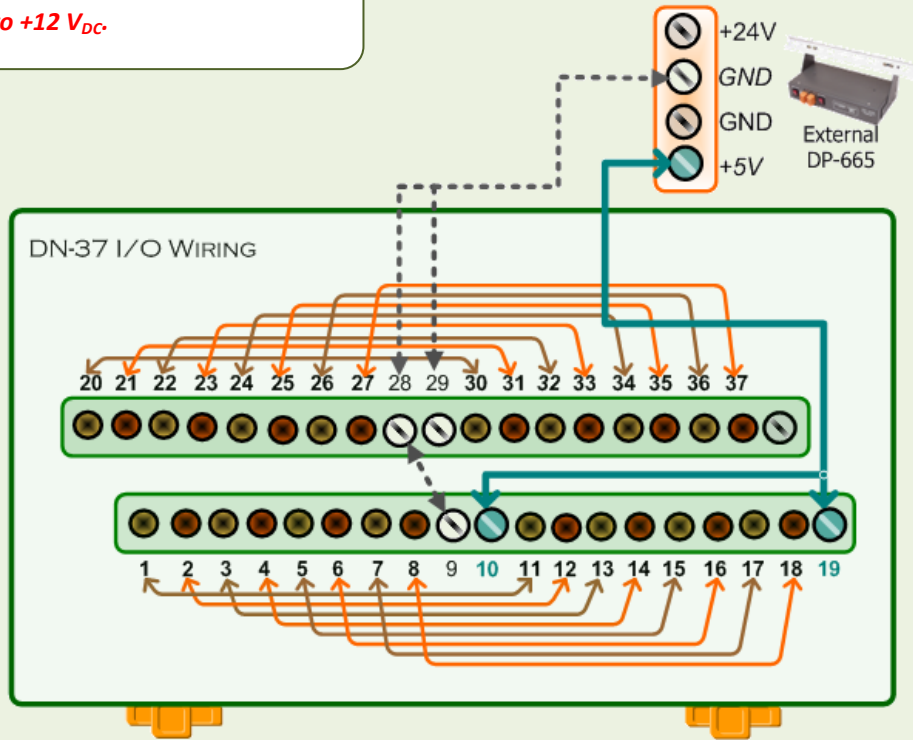 o +12 VDC.
+24V
GND
GND
+5V
External
DP-665
DN-37 I/O WIRING
20 21 22 23 24 25 26 27 28 29 30 31 32 33 34 35 36 37
1 2 3 4 5 6 7 8 9 10 11 12 13 14 15 16 17 18 19